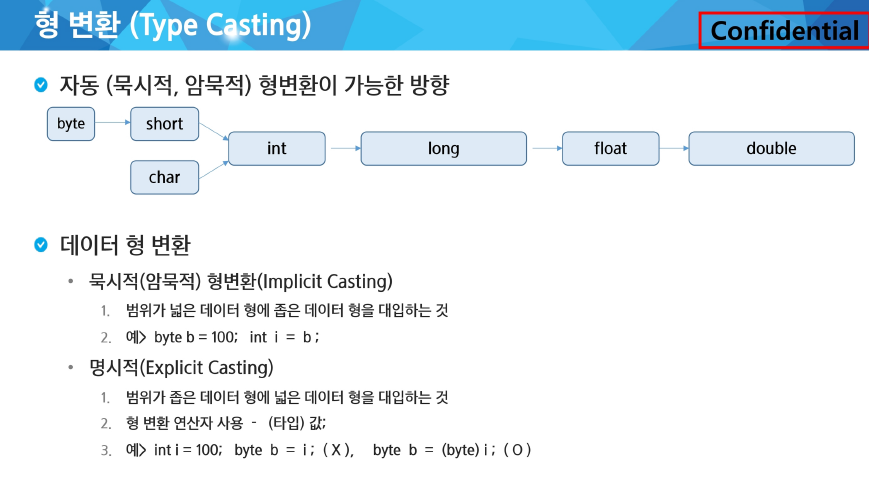 형 변환 (Type Casting)
Confidential
자동 (묵시적, 암묵적) 형변환이 가능한 방향
byte
short
char
int
long
float
double
데이터 형 변환
• 묵시적(암묵적) 형변환(Implicit Casting)
1. 범위가 넓은 데이터 형에 좁은 데이터 형을 대입하는 것
2. 예> byte b = 100; int i = b ;
• 명시적(Explicit Casting)
1. 범위가 좁은 데이터 형에 넓은 데이터 형을 대입하는 것
2. 형 변환 연산자 사용 - (타입) 값;
3. 예> int i = 100; byte b = i ; ( X ), byte b = (byte) i ; ( O )